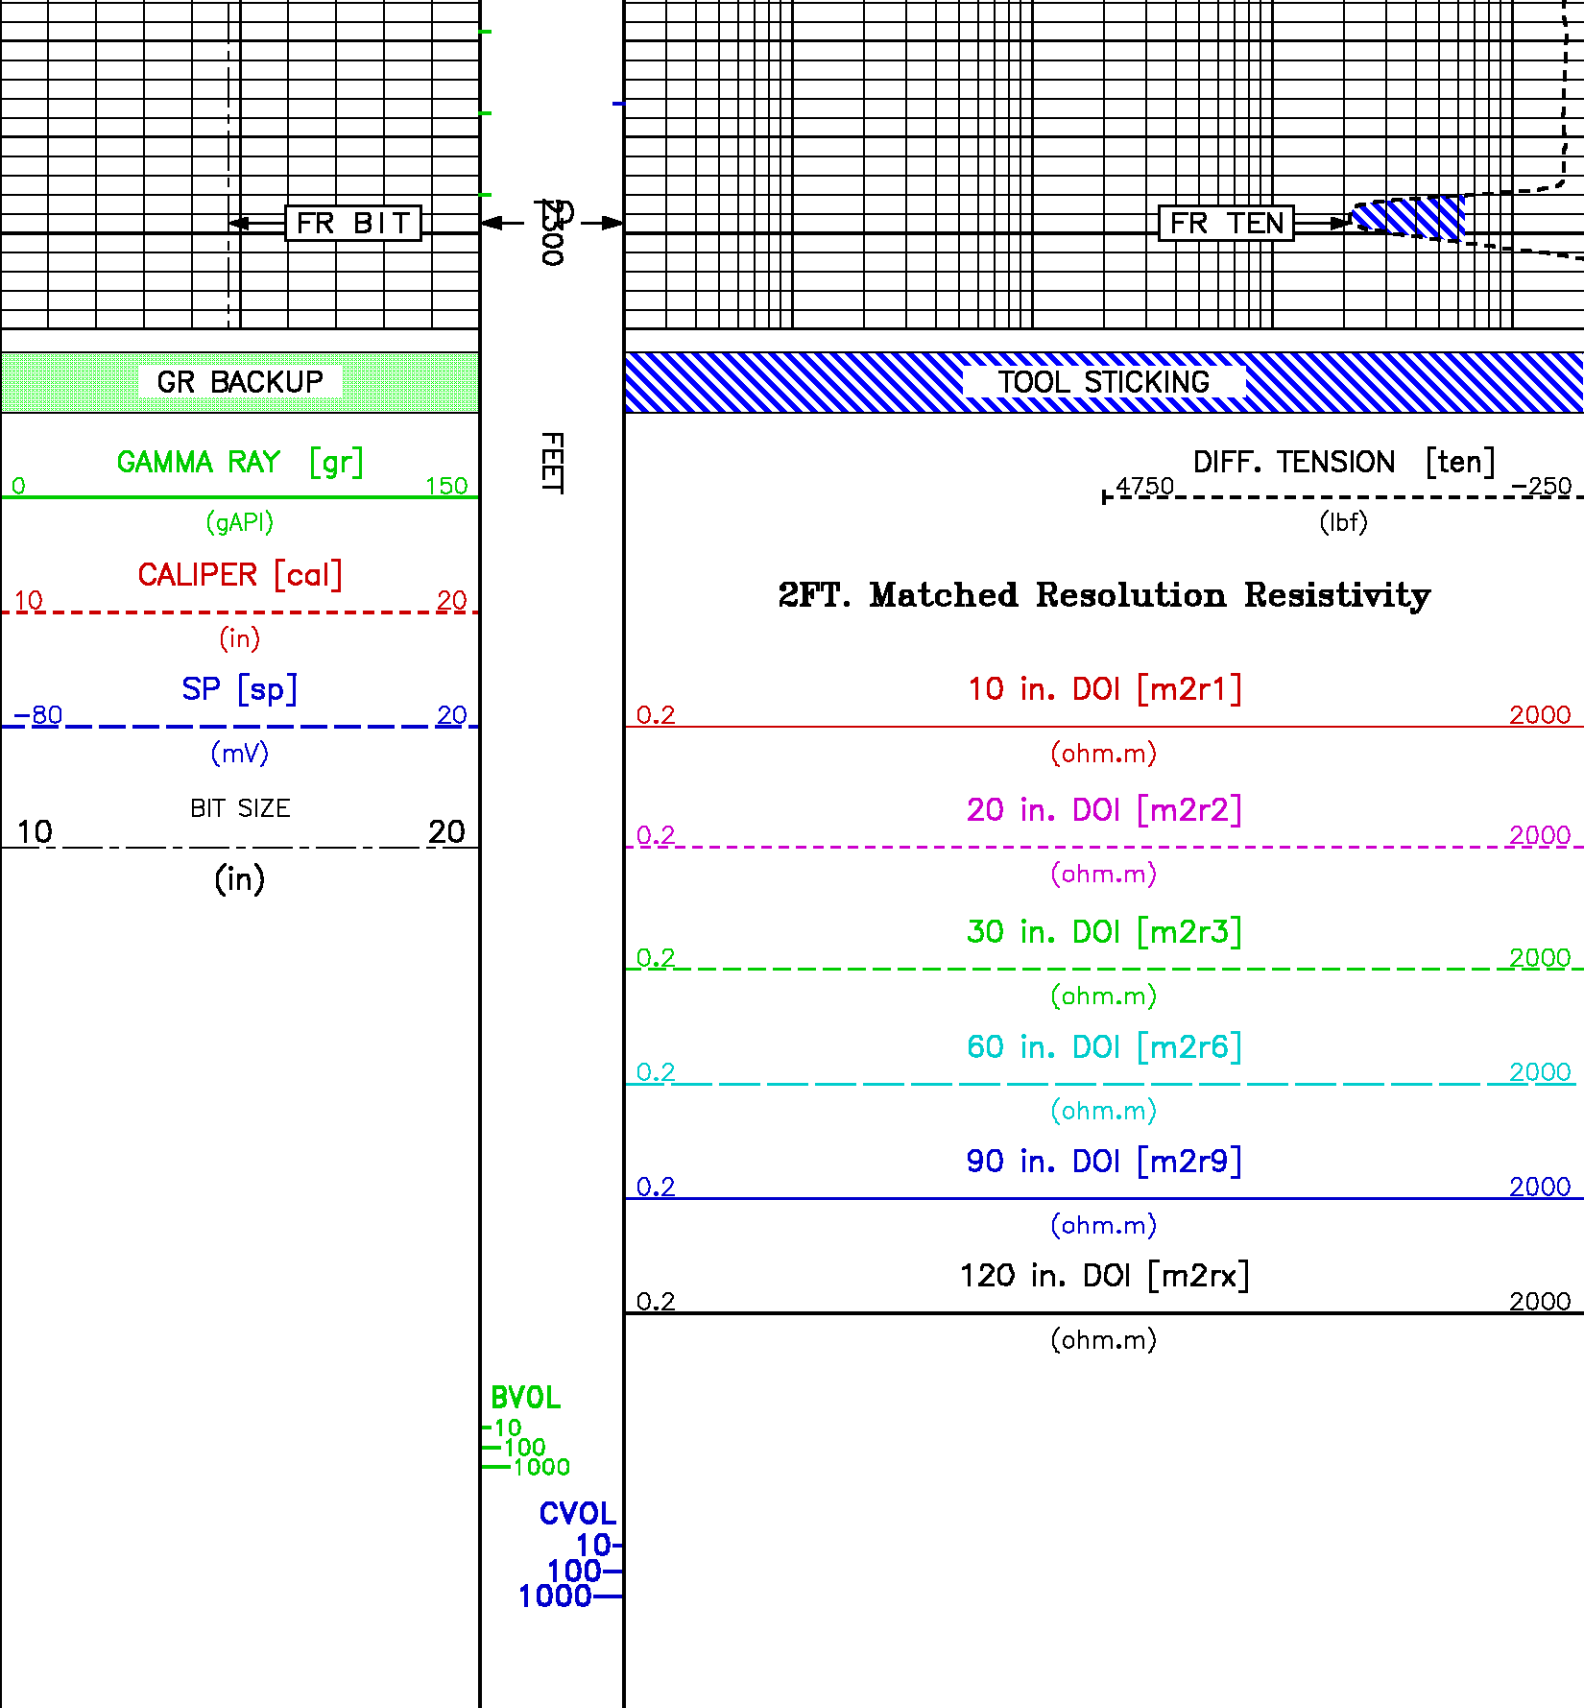 FR BIT
2300
FR TEN
GR BACKUP
TOOL STICKING
FEET
GAMMA RAY [gr]
0 150
(gAPI)
DIFF. TENSION [ten]
4750 -250
(lbf)
CALIPER [cal]
10 20
(in)
2FT. Matched Resolution Resistivity
SP [sp]
-80 20
(mV)
10 in. DOI [m2r1]
0.2 2000
(ohm.m)
BIT SIZE
10 20
(in)
20 in. DOI [m2r2]
0.2 2000
(ohm.m)
30 in. DOI [m2r3]
0.2 2000
(ohm.m)
60 in. DOI [m2r6]
0.2 2000
(ohm.m)
90 in. DOI [m2r9]
0.2 2000
(ohm.m)
120 in. DOI [m2rx]
0.2 2000
(ohm.m)
BVOL
10
100
1000
CVOL
10
100
1000